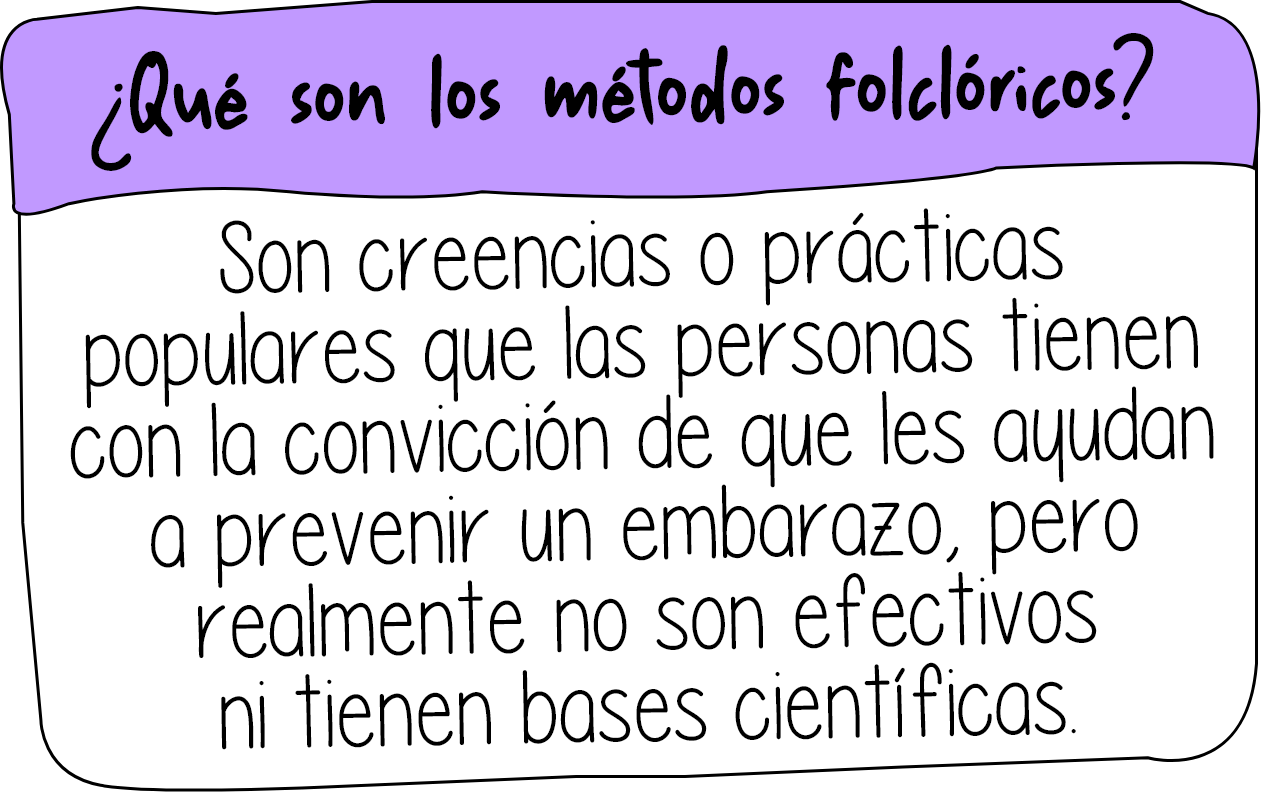 ¿Qué son los métodos folclóricos?
Son creencias o prácticas
populares que las personas tienen
con la convicción de que les ayudan
a prevenir un embarazo, pero
realmente no son efectivos
ni tienen bases científicas.